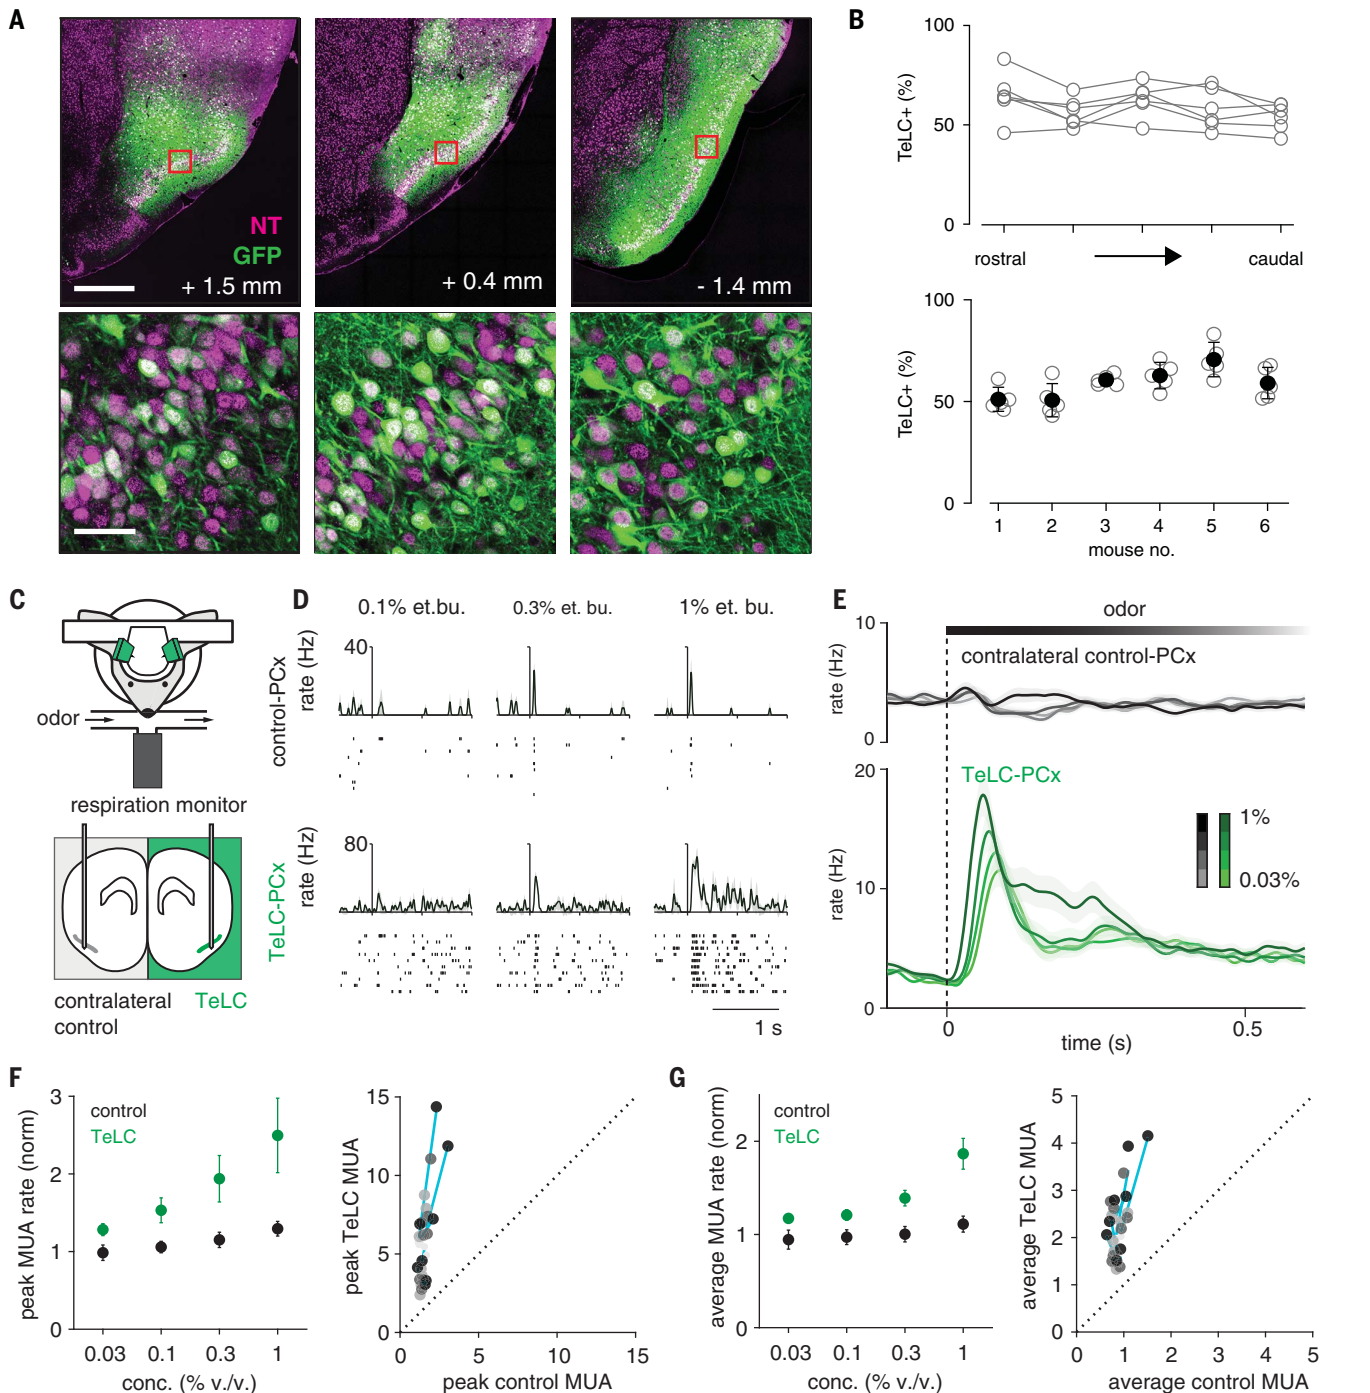 A
NT
GFP
+ 1.5 mm
+ 0.4 mm
- 1.4 mm
B
100
TeLC+ (%)
50
0
rostral
caudal
100
TeLC+ (%)
50
0
1 2 3 4 5 6
mouse no.
C
odor
respiration monitor
contralateral
control
TeLC
D
0.1% et.bu.
0.3% et. bu.
1% et. bu.
control-PCx
rate (Hz)
40
TeLC-PCx
rate (Hz)
80
1 s
E
odor
10
rate (Hz)
0
contralateral control-PCx
20
TeLC-PCx
rate (Hz)
10
0
1%
0.03%
0 0.5
time (s)
F
peak MUA rate (norm)
3
2
1
0
control
TeLC
0.03 0.1 0.3 1
conc. (% v./v.)
peak TeLC MUA
15
10
5
0
0 5 10 15
peak control MUA
G
average MUA rate (norm)
2
1
0
control
TeLC
0.03 0.1 0.3 1
conc. (% v./v.)
average TeLC MUA
5
4
3
2
1
0
0 1 2 3 4 5
average control MUA